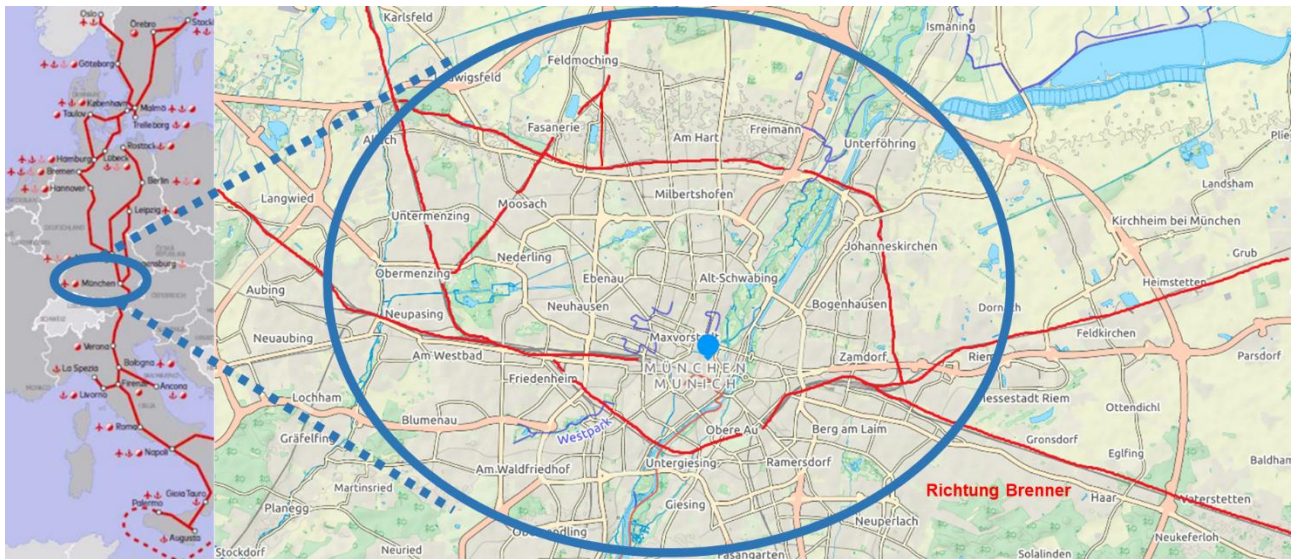 Oslo
Örebro
Stock
Göteborg
København
Malmö
Taulov
Trelleborg
Rostock
Lübeck
Hamburg
Bremen
Berlin
Hannover
Leipzig
München
Verona
Bologna
La Spezia
Firenze
Ancona
Livorno
ITALIA
Roma
Napoli
Gioia Tauro
Palermo
Augusta
Karlsfeld
Ismaning
Feldmoching
Fasanerie
Am Hart
Freimann
Unterföhring
Landsham
Langwied
Untermenzing
Moosach
Milbertshofen
Kirchheim bei München
Johanneskirchen
Grub
Obermenzing
Nederling
Ebenau
Alt-Schwabing
Heimstetten
Aubing
Neupasing
Neuhausen
Bogenhausen
Dornach
Feldkirchen
Neuaubing
Am Westbad
Maxvorstadt
MÜNCHEN
MUNICH
Zamdorf
Riem
Parsdorf
Friedenheim
Messestadt Riem
Lochham
Blumenau
Westpark
Obere Au
Berg am Laim
Ottendichl
Gräfelfing
Gronsdorf
Am Waldfriedhof
Untergiesing
Ramersdorf
Eglfing
Baldham
Martinsried
Giesing
Richtung Brenner
Haar
Vaterstetten
Planegg
Neuperlach
Neukeferloh
Stockdorf
Neuried
Fasangarten
Solalinden